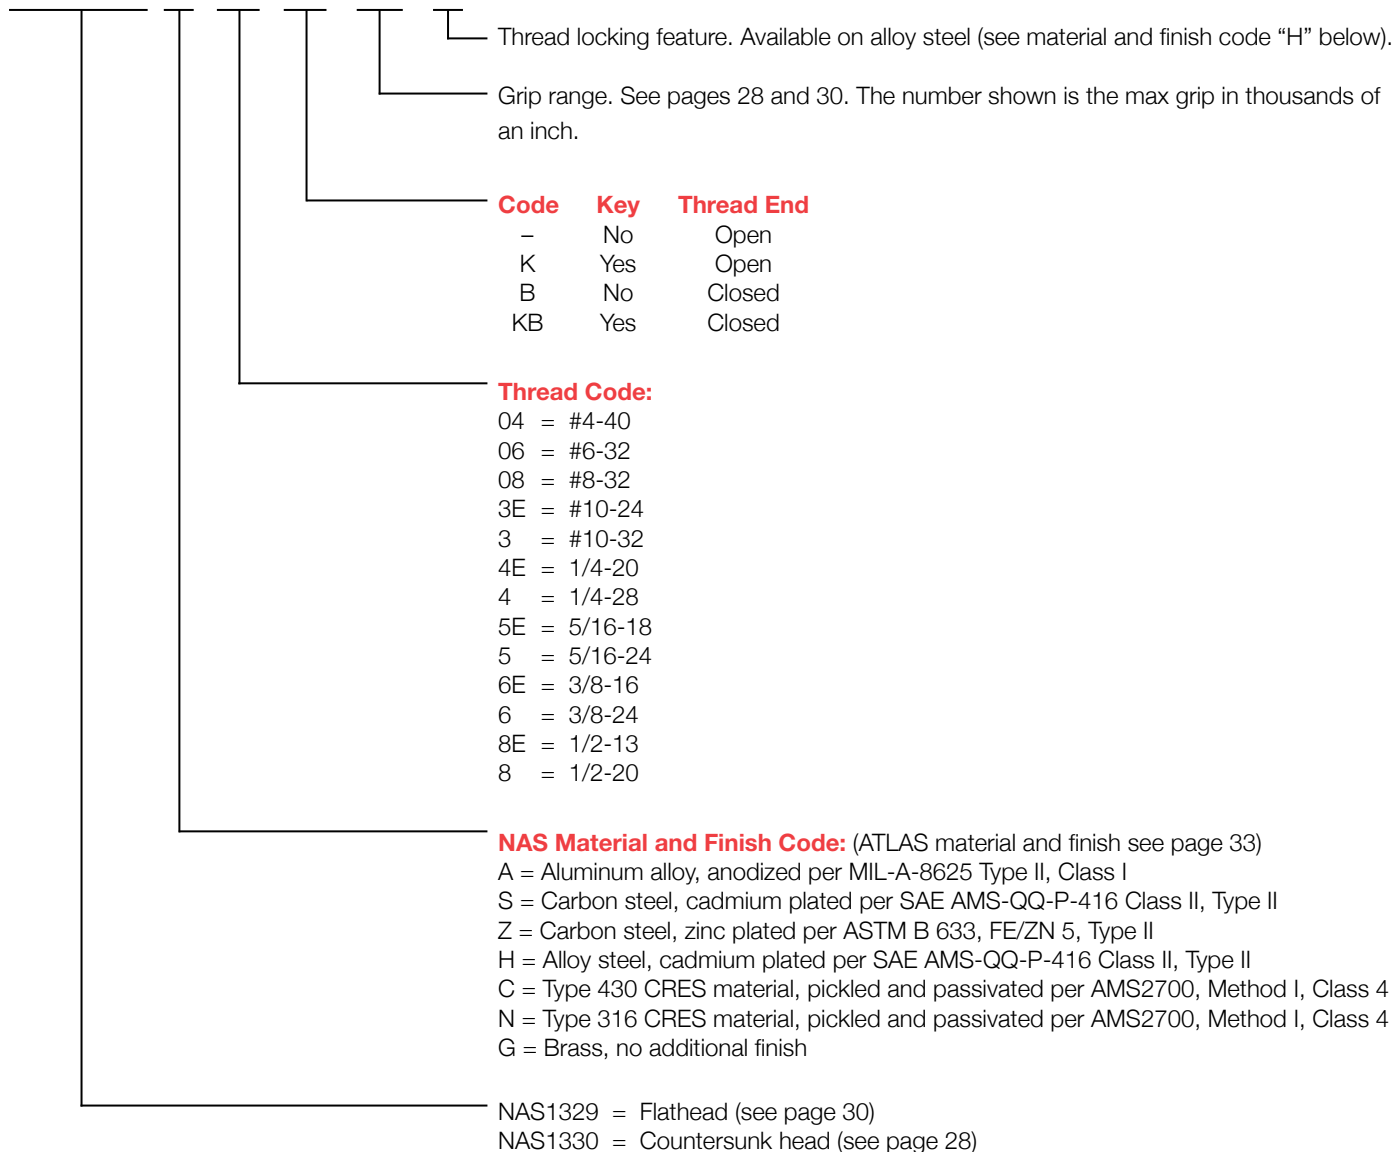 Thread locking feature. Available on alloy steel (see material and finish code “H” below).
Grip range. See pages 28 and 30. The number shown is the max grip in thousands of
an inch.
Code Key Thread End
– No Open
K Yes Open
B No Closed
KB Yes Closed
Thread Code:
04 = #4-40
06 = #6-32
08 = #8-32
3E = #10-24
3 = #10-32
4E = 1/4-20
4 = 1/4-28
5E = 5/16-18
5 = 5/16-24
6E = 3/8-16
6 = 3/8-24
8E = 1/2-13
8 = 1/2-20
NAS Material and Finish Code: (ATLAS material and finish see page 33)
A = Aluminum alloy, anodized per MIL-A-8625 Type II, Class I
S = Carbon steel, cadmium plated per SAE AMS-QQ-P-416 Class II, Type II
Z = Carbon steel, zinc plated per ASTM B 633, FE/ZN 5, Type II
H = Alloy steel, cadmium plated per SAE AMS-QQ-P-416 Class II, Type II
C = Type 430 CRES material, pickled and passivated per AMS2700, Method I, Class 4
N = Type 316 CRES material, pickled and passivated per AMS2700, Method I, Class 4
G = Brass, no additional finish
NAS1329 = Flathead (see page 30)
NAS1330 = Countersunk head (see page 28)